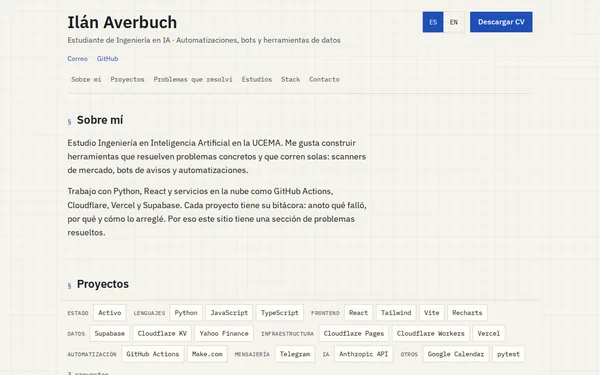 Ilán Averbuch
ES EN Descargar CV
Estudiante de Ingeniería en IA · Automatizaciones, bots y herramientas de datos
Correo GitHub
Sobre mí Proyectos Problemas que resolví Estudios Stack Contacto
§ Sobre mí
Estudio Ingeniería en Inteligencia Artificial en la UCEMA. Me gusta construir
herramientas que resuelven problemas concretos y que corren solas: scanners
de mercado, bots de avisos y automatizaciones.
Trabajo con Python, React y servicios en la nube como GitHub Actions,
Cloudflare, Vercel y Supabase. Cada proyecto tiene su bitácora: anoto qué falló,
por qué y cómo lo arreglé. Por eso este sitio tiene una sección de problemas
resueltos.
§ Proyectos
ESTADO Activo LENGUAJES Python JavaScript TypeScript FRONTEND React Tailwind Vite Recharts
DATOS Supabase Cloudflare KV Yahoo Finance INFRAESTRUCTURA Cloudflare Pages Cloudflare Workers Vercel
AUTOMATIZACIÓN GitHub Actions Make.com MENSAJERÍA Telegram IA Anthropic API OTROS Google Calendar pytest
proyectos